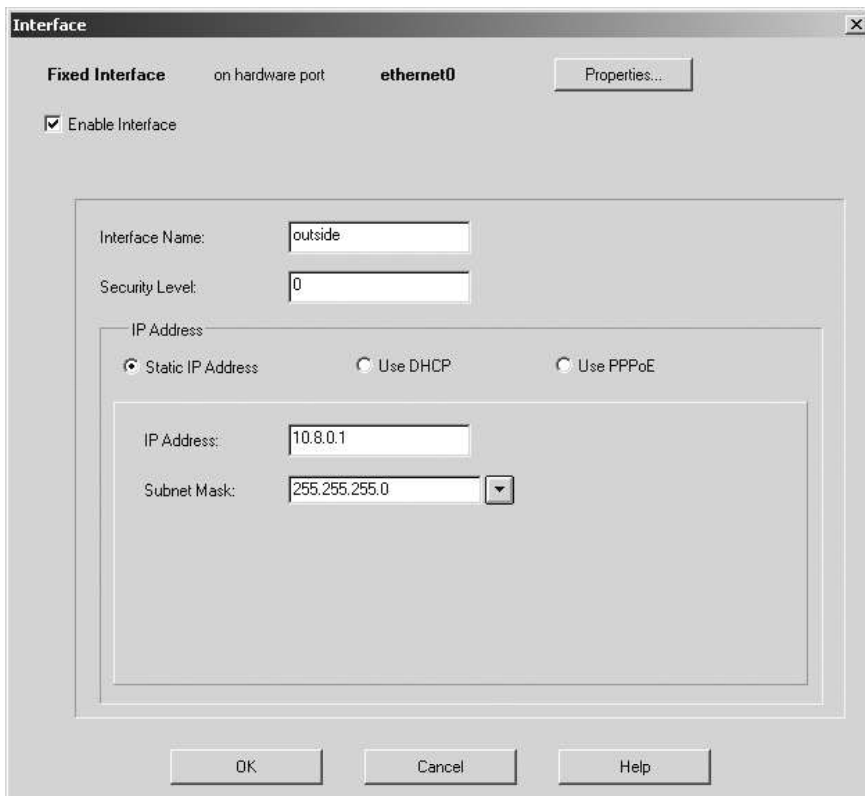 Interface
Fixed Interface on hardware port ethernet0 Properties...
Enable Interface
Interface Name: outside
Security Level: 0
IP Address
Static IP Address Use DHCP Use PPPoE
IP Address: 10.8.0.1
Subnet Mask: 255.255.255.0
OK Cancel Help